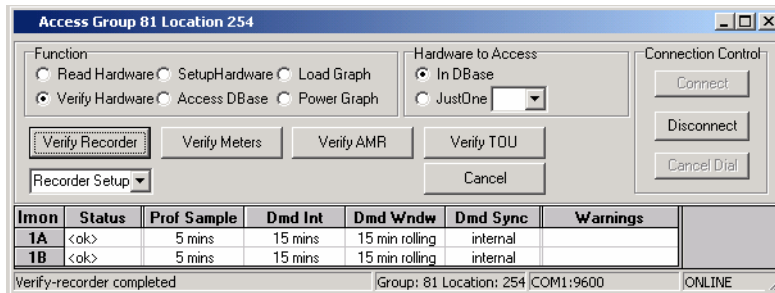 Access Group 81 Location 254
Function
Read Hardware SetupHardware Load Graph
Verify Hardware Access DBase Power Graph
Hardware to Access
In DBase
JustOne
Connection Control
Connect
Disconnect
Cancel Dial
Verify Recorder Verify Meters Verify AMR Verify TOU
Recorder Setup Cancel
Imon Status Prof Sample Dmd Int Dmd Wndw Dmd Sync Warnings
1A <ok> 5 mins 15 mins 15 min rolling internal
1B <ok> 5 mins 15 mins 15 min rolling internal
Verify-recorder completed Group: 81 Location: 254 COM1:9600 ONLINE